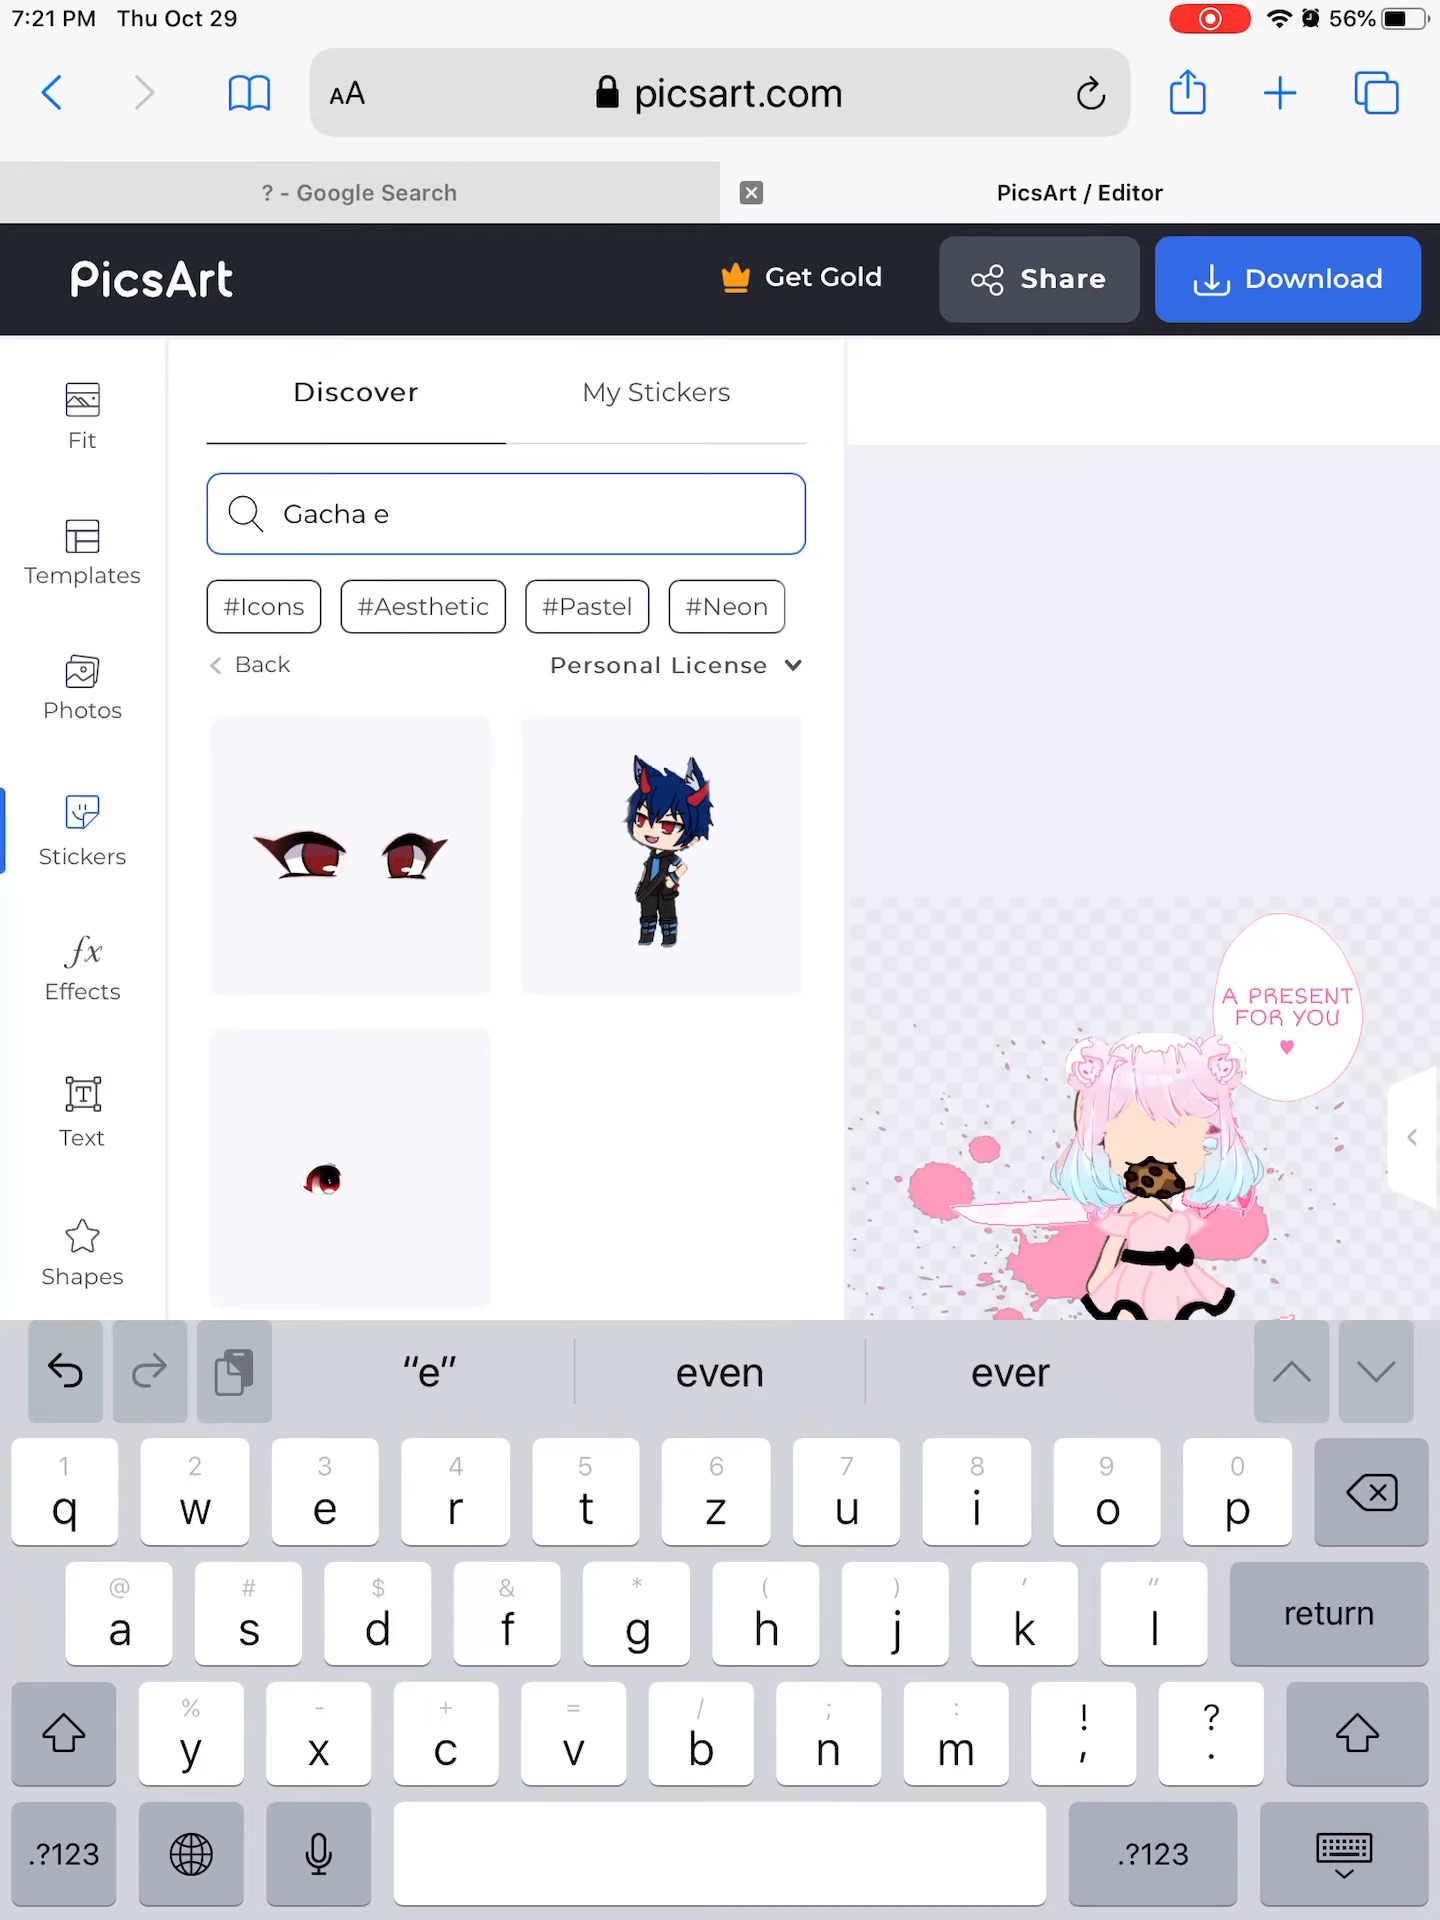 7:21 PM Thu Oct 29
56%
AA picsart.com
? - Google Search
PicsArt / Editor
PicsArt
Get Gold
Share
Download
Fit
Templates
Photos
Stickers
fx
Effects
T
Text
Shapes
Discover
My Stickers
Gacha e
#Icons #Aesthetic #Pastel #Neon
Back
Personal License
A PRESENT
FOR YOU
"e" even ever
1 2 3 4 5 6 7 8 9 0
q w e r t z u i o p
@ # $ & * ( ) ' "
a s d f g h j k l return
% - + = / ; : ! ?
y x c v b n m , .
.?123 .?123